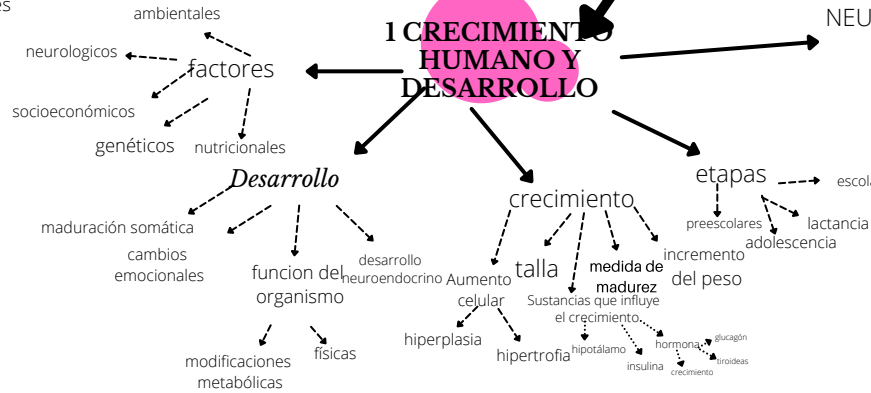 es
ambientales
neurologicos
factores
socioeconómicos
genéticos
nutricionales
1 CRECIMIENTO
HUMANO Y
DESARROLLO
NEU
Desarrollo
maduración somática
cambios
emocionales
funcion del
organismo
desarrollo
neuroendocrino
modificaciones
metabólicas
físicas
crecimiento
Aumento
celular
hiperplasia
hipertrofia
talla
Sustancias que influye
el crecimiento
hipotálamo
insulina
hormona
glucagón
tiroideas
crecimiento
medida de
madurez
incremento
del peso
etapas
escola
preescolares
lactancia
adolescencia